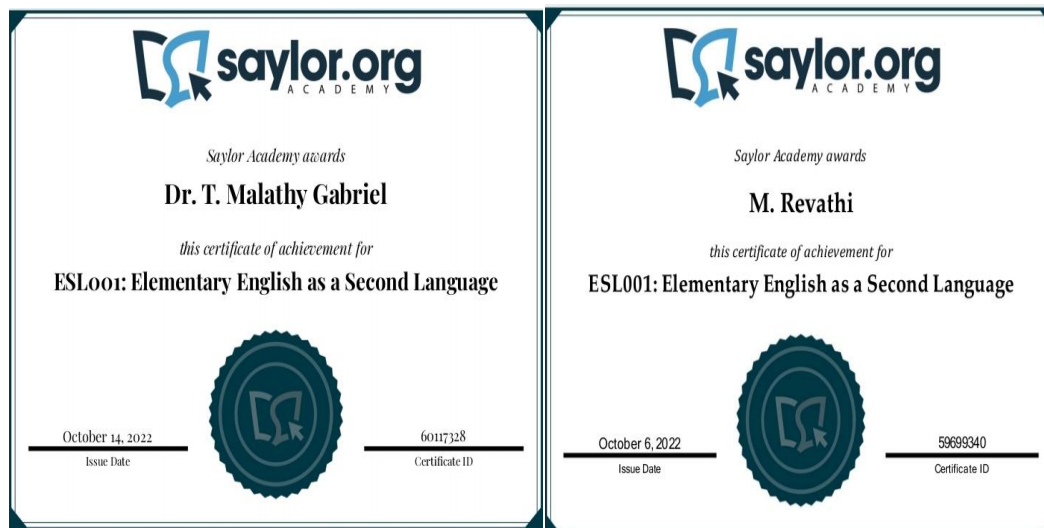 saylor.org
ACADEMY
Saylor Academy awards
Dr. T. Malathy Gabriel
this certificate of achievement for
ESL001: Elementary English as a Second Language
October 14, 2022
Issue Date
60117328
Certificate ID
saylor.org
ACADEMY
Saylor Academy awards
M. Revathi
this certificate of achievement for
ESL001: Elementary English as a Second Language
October 6, 2022
Issue Date
59699340
Certificate ID